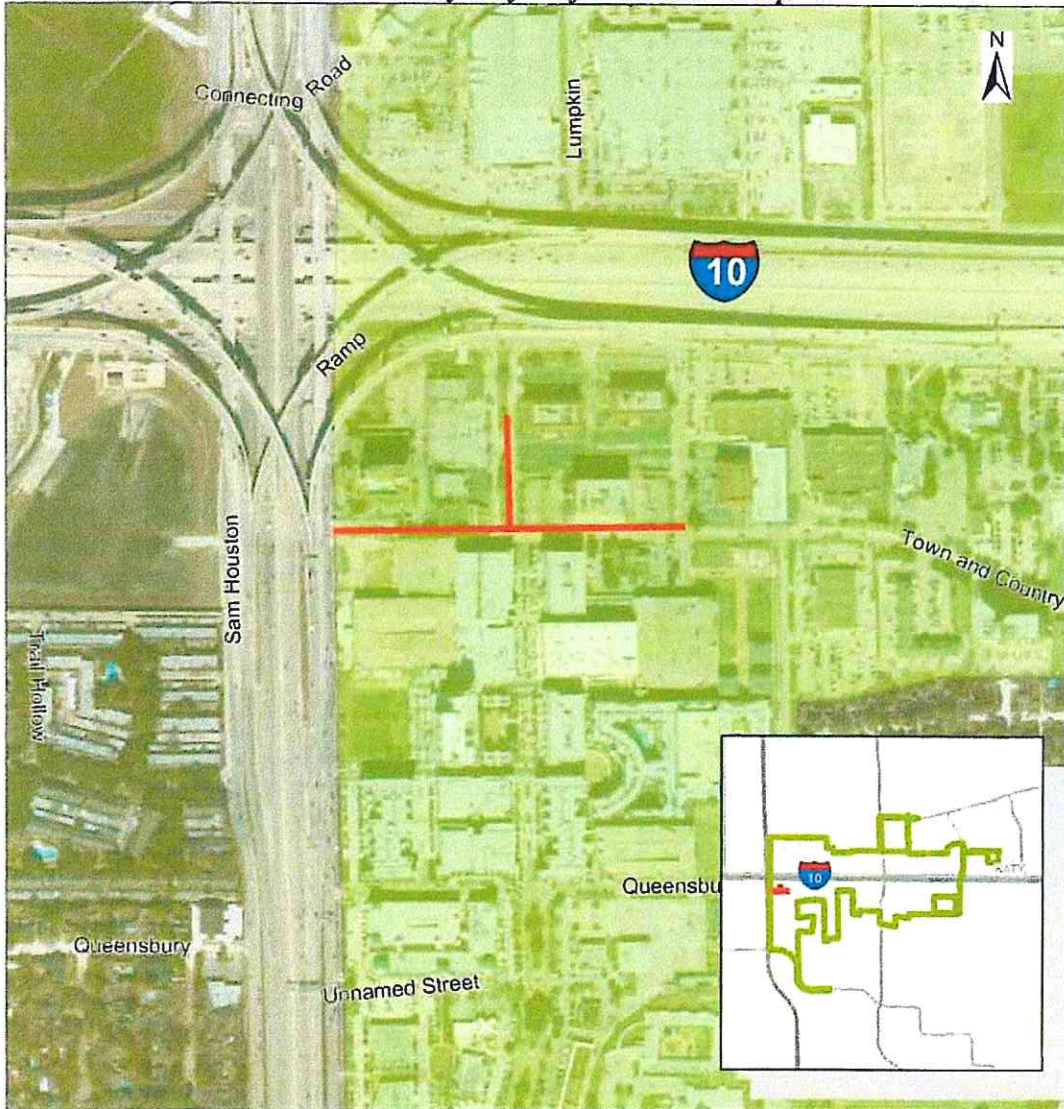 N
Connecting Road
Lumpkin
10
Ramp
Sam Houston
Town and Country
Trail Hollow
Queensbu
10
KATY
Queensbury
Unnamed Street